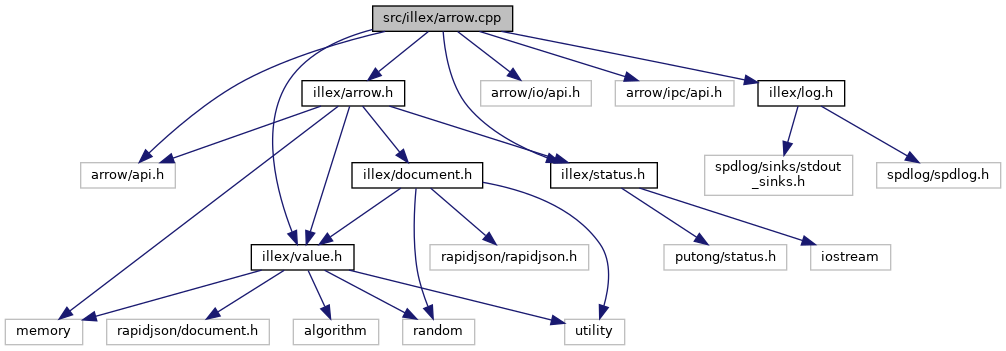 src/illex/arrow.cpp
illex/arrow.h
arrow/io/api.h
arrow/ipc/api.h
illex/log.h
arrow/api.h
illex/document.h
illex/status.h
spdlog/sinks/stdout
_sinks.h
spdlog/spdlog.h
illex/value.h
rapidjson/rapidjson.h
putong/status.h
iostream
memory
rapidjson/document.h
algorithm
random
utility